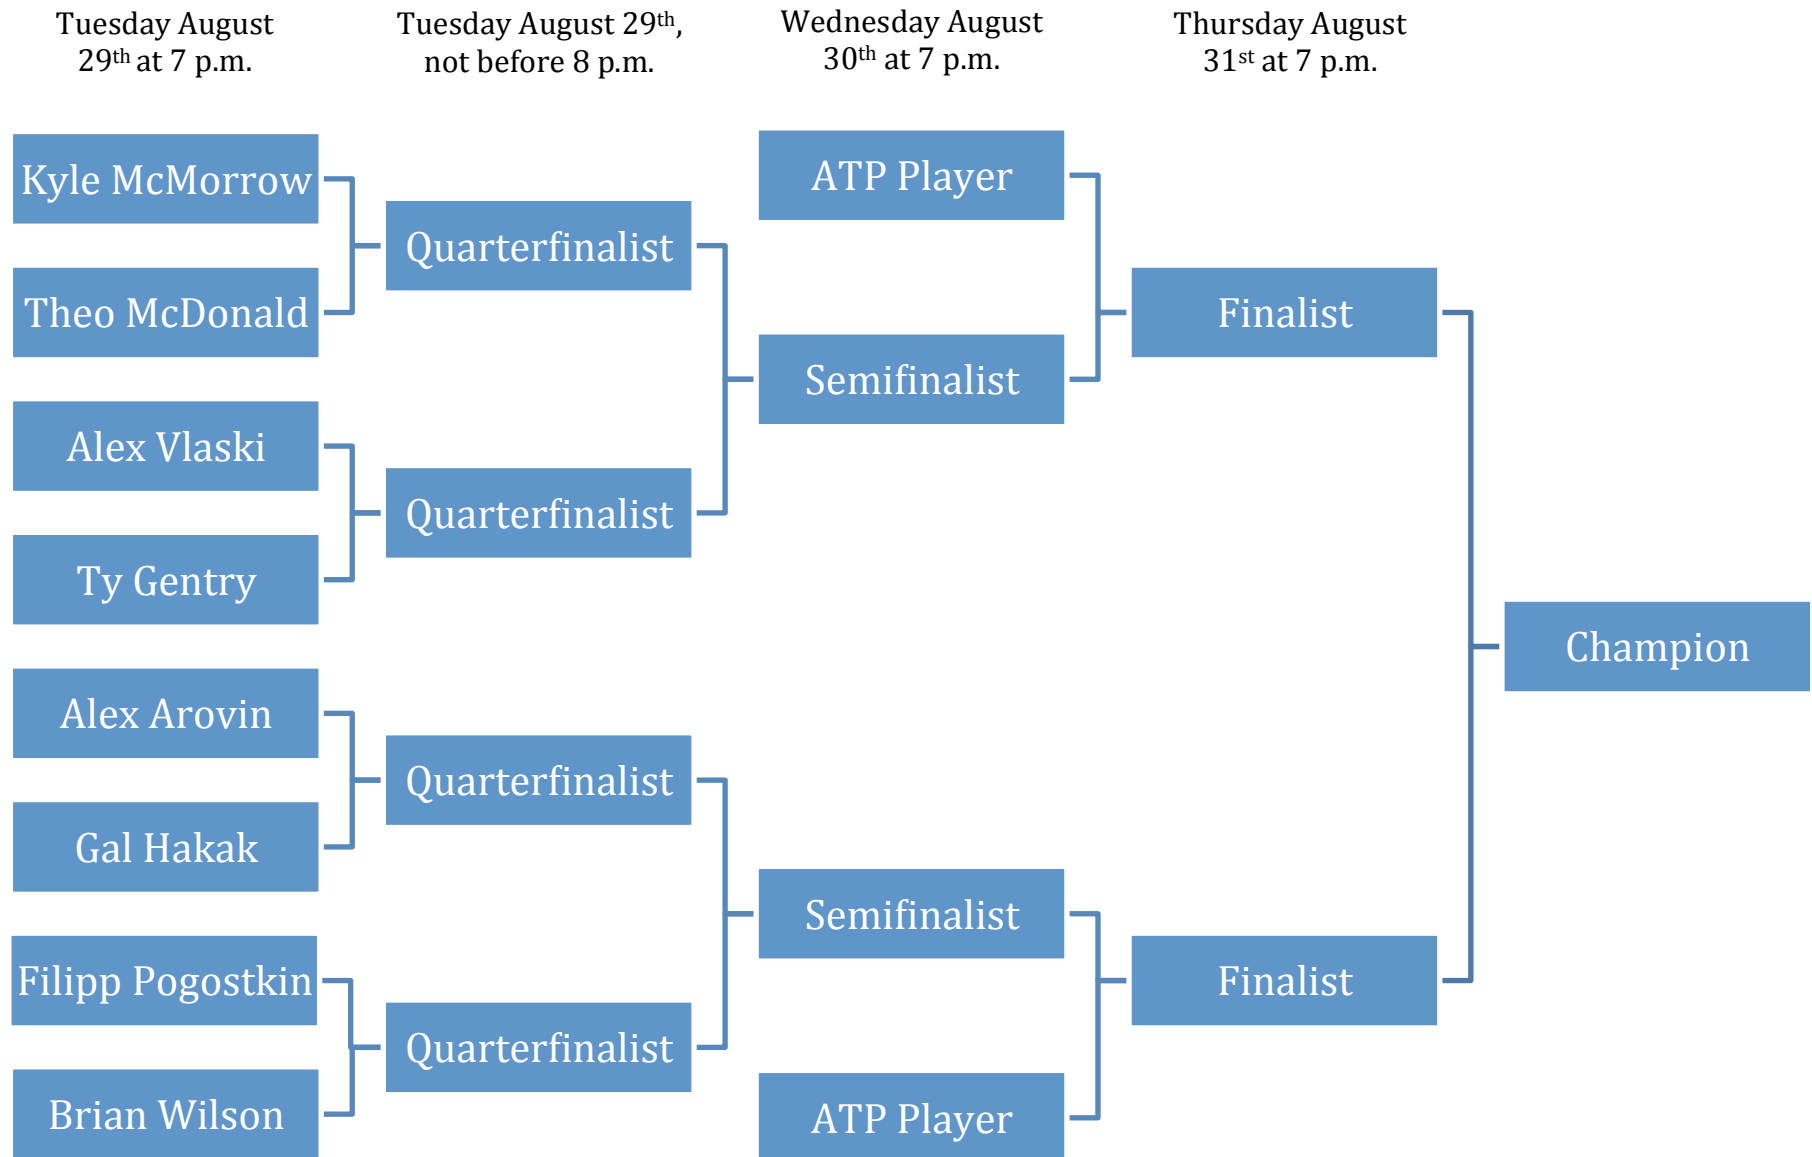 Tuesday August
29th at 7 p.m.
Tuesday August 29th,
not before 8 p.m.
Wednesday August
30th at 7 p.m.
Thursday August
31st at 7 p.m.
Kyle McMorrow
Theo McDonald
Alex Vlaski
Ty Gentry
Alex Arovin
Gal Hakak
Filipp Pogostkin
Brian Wilson
Quarterfinalist
Quarterfinalist
Quarterfinalist
Quarterfinalist
ATP Player
Semifinalist
Semifinalist
ATP Player
Finalist
Finalist
Champion